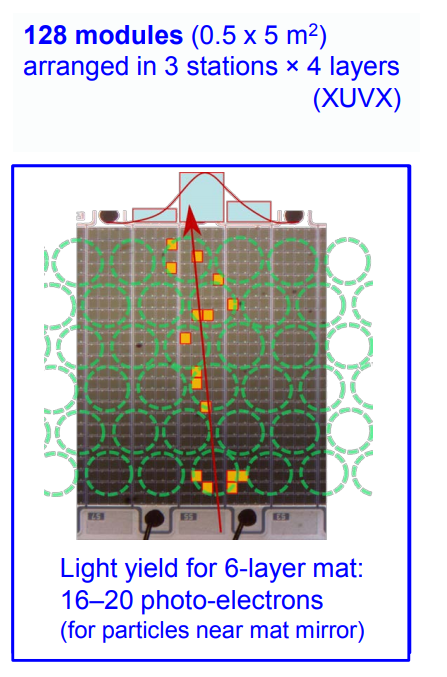 128 modules (0.5 x 5 m²)
arranged in 3 stations × 4 layers
(XUVX)
Light yield for 6-layer mat:
16–20 photo-electrons
(for particles near mat mirror)